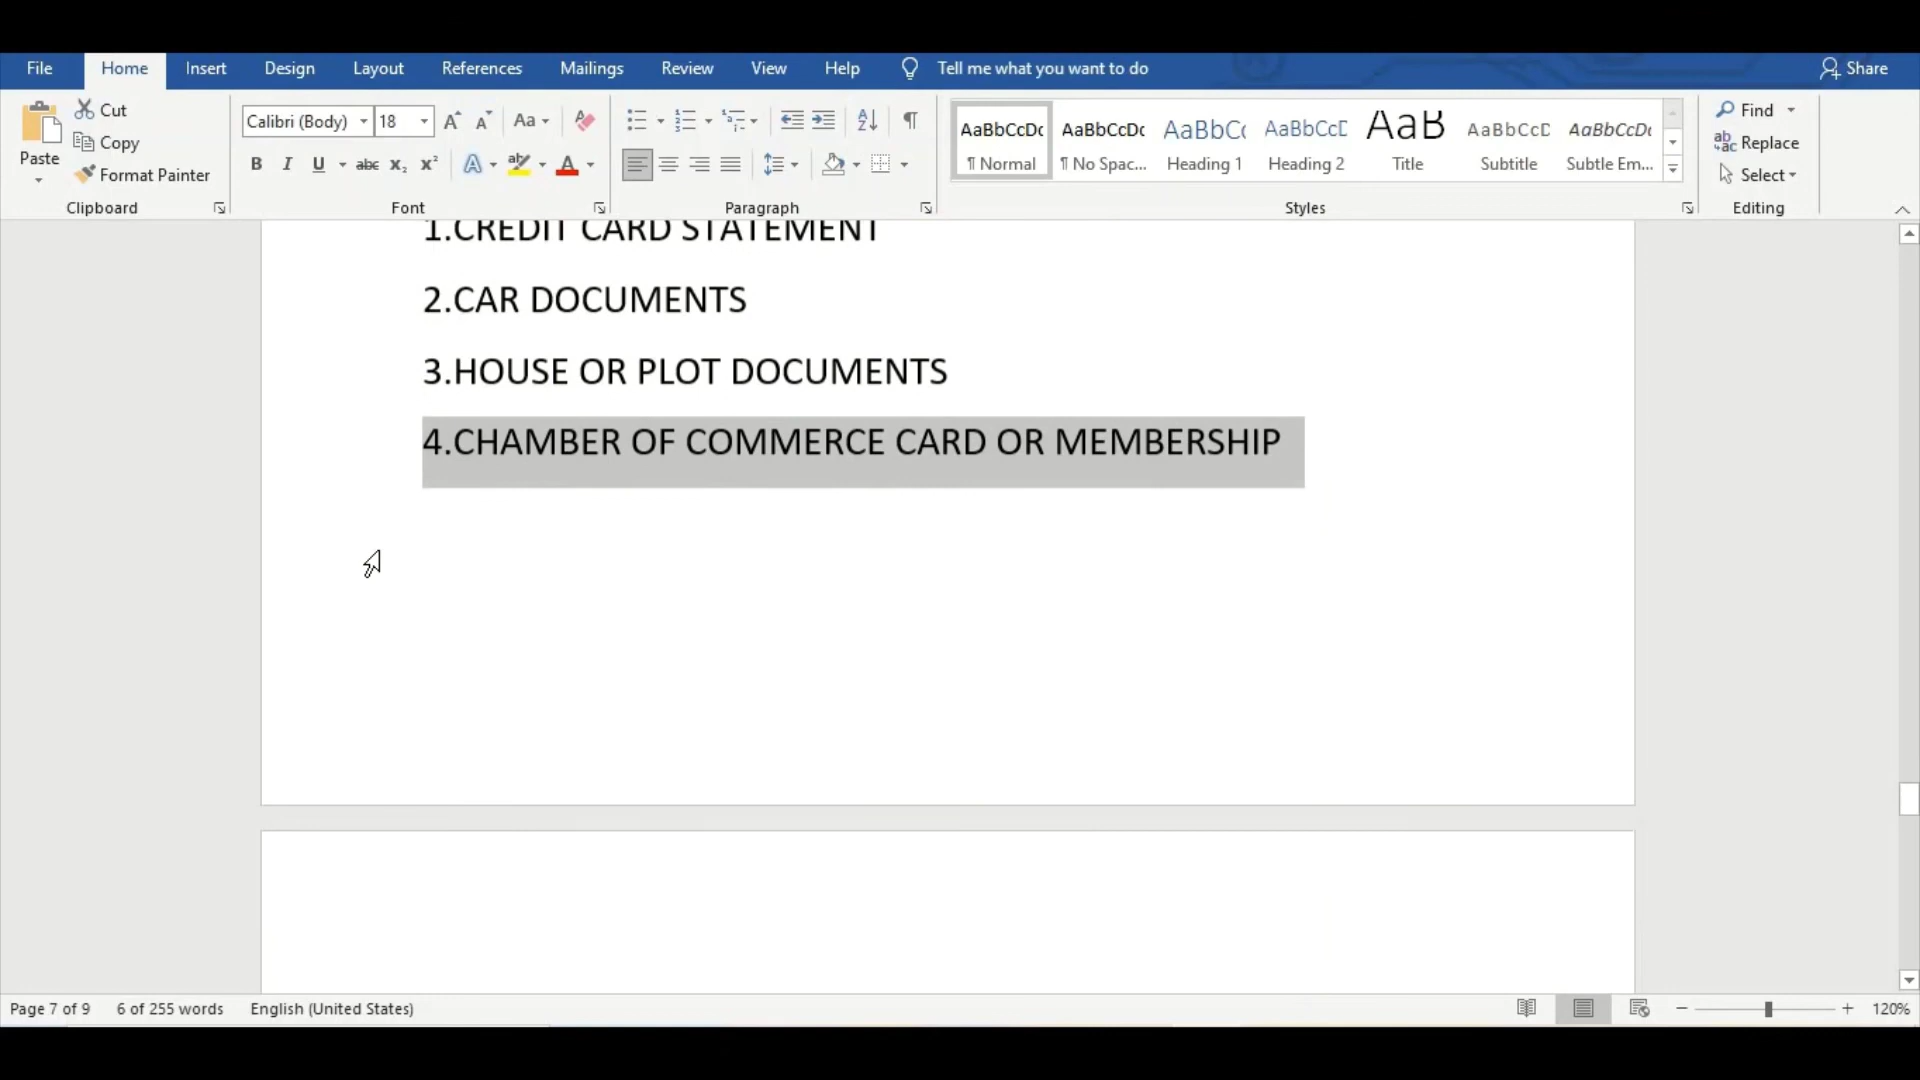 File Home Insert Design Layout References Mailings Review View Help Tell me what you want to do Share
Cut
Copy
Format Painter
Paste
Clipboard
Calibri (Body) 18
Font
Paragraph
AaBbCcDc AaBbCcDc AaBbC AaBbCcD AaB AaBbCcD AaBbCcDc
¶ Normal ¶ No Spac... Heading 1 Heading 2 Title Subtitle Subtle Em...
Styles
Find
Replace
Select
Editing
1.CREDIT CARD STATEMENT
2.CAR DOCUMENTS
3.HOUSE OR PLOT DOCUMENTS
4.CHAMBER OF COMMERCE CARD OR MEMBERSHIP
Page 7 of 9 6 of 255 words English (United States) 120%